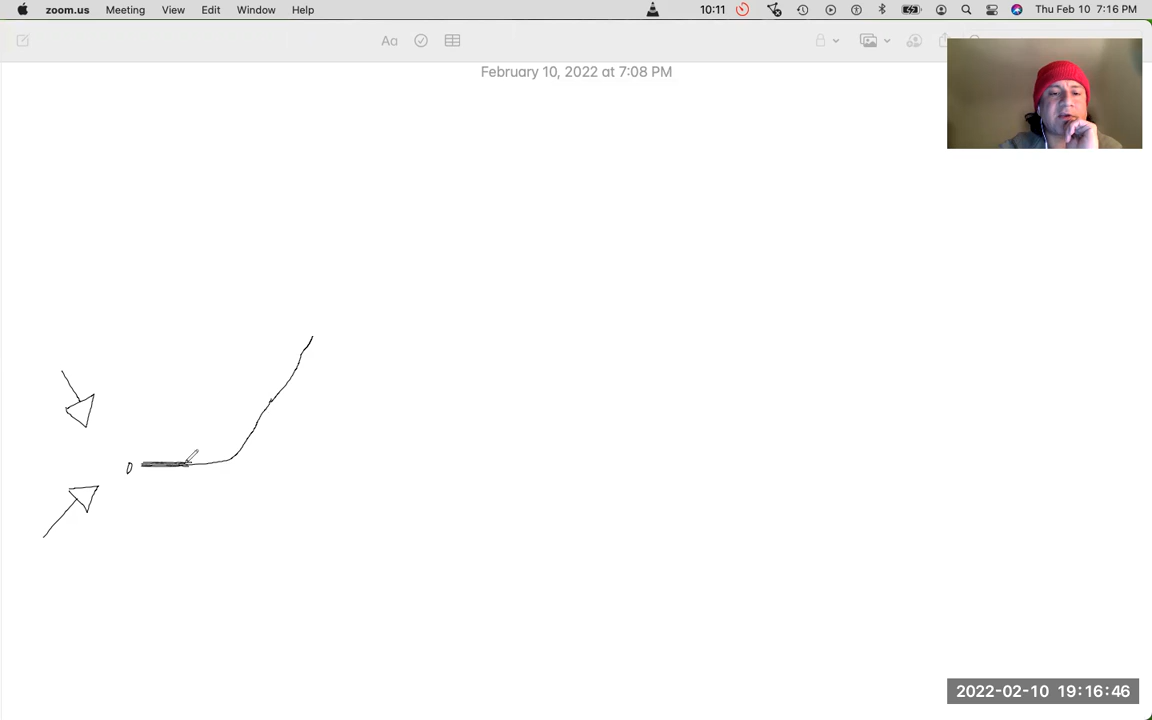 zoom.us Meeting View Edit Window Help 10:11 Thu Feb 10 7:16 PM
Aa
February 10, 2022 at 7:08 PM
0
2022-02-10 19:16:46